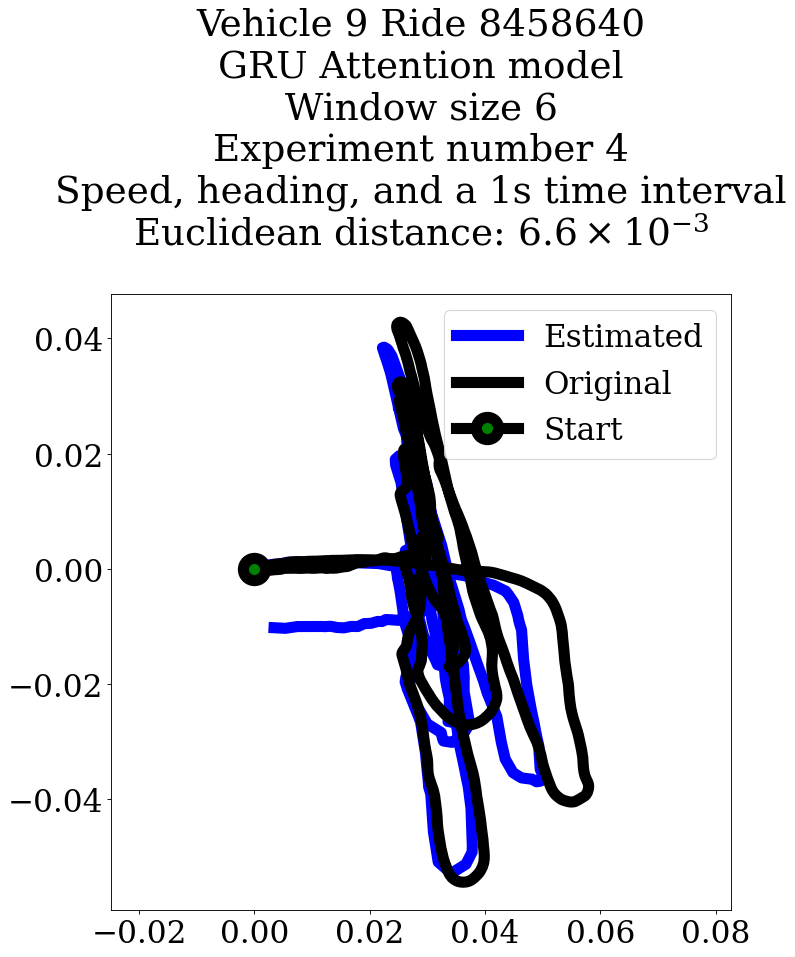 Vehicle 9 Ride 8458640
GRU Attention model
Window size 6
Experiment number 4
Speed, heading, and a 1s time interval
Euclidean distance: 6.6 × 10⁻³
Estimated
Original
Start
0.04
0.02
0.00
−0.02
−0.04
−0.02 0.00 0.02 0.04 0.06 0.08